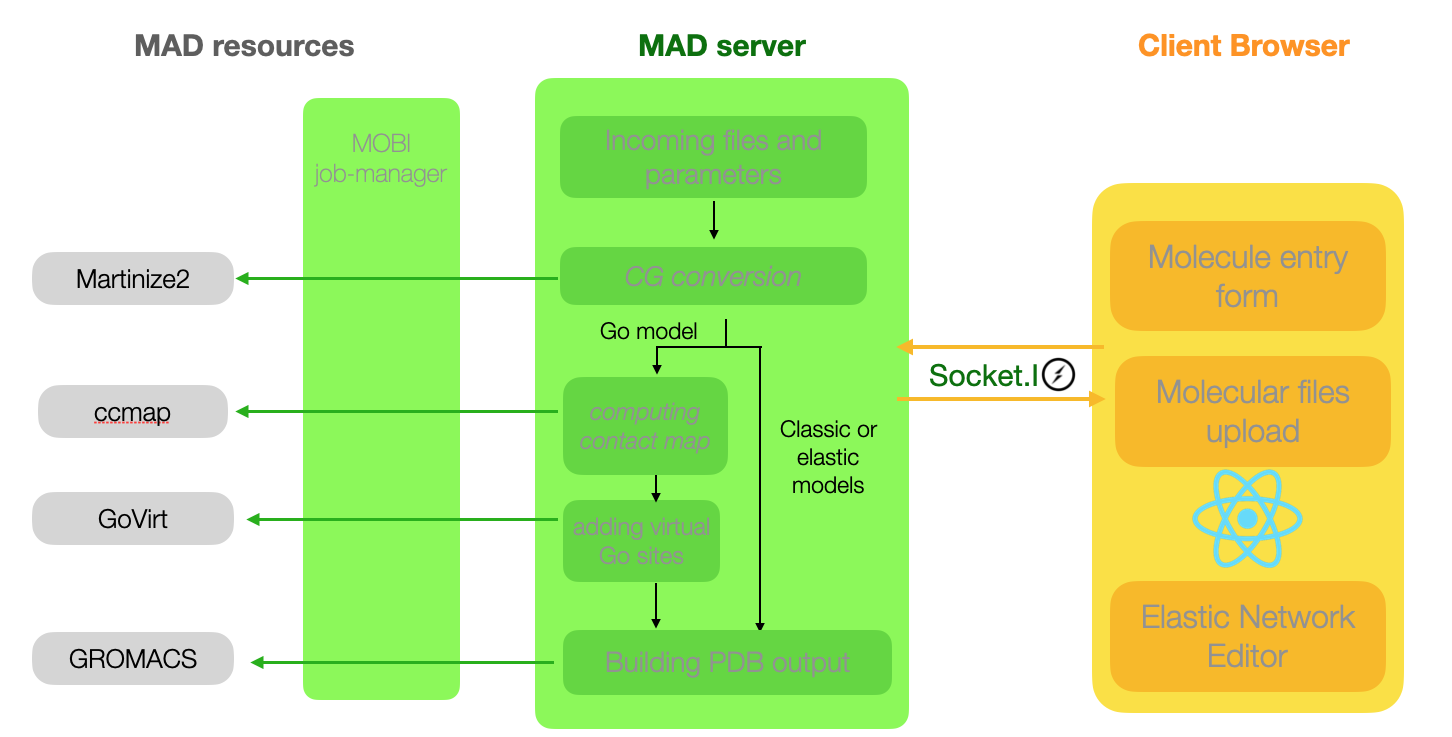 MAD resources
MAD server
Client Browser
MOBI
job-manager
Incoming files and
parameters
Martinize2
CG conversion
Go model
ccmap
computing
contact map
Classic or
elastic
models
GoVirt
adding virtual
Go sites
GROMACS
Building PDB output
Socket.I
Molecule entry
form
Molecular files
upload
Elastic Network
Editor